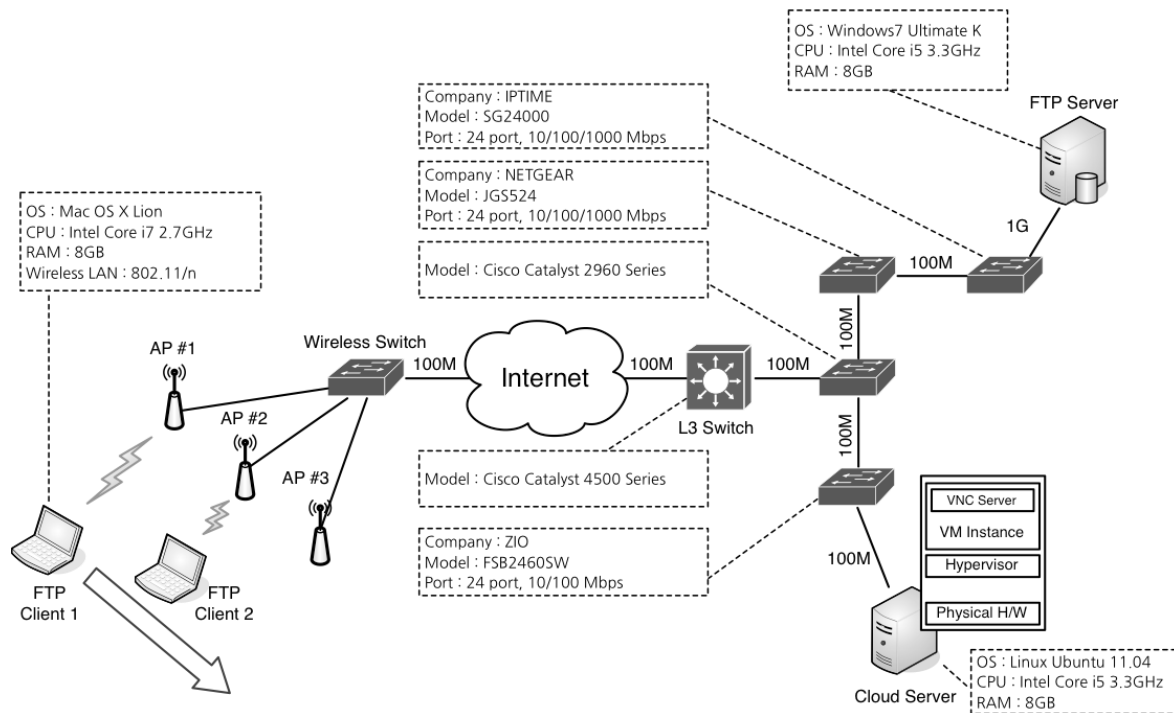 OS : Windows7 Ultimate K
CPU : Intel Core i5 3.3GHz
RAM : 8GB
FTP Server
Company : IPTIME
Model : SG24000
Port : 24 port, 10/100/1000 Mbps
Company : NETGEAR
Model : JGS524
Port : 24 port, 10/100/1000 Mbps
OS : Mac OS X Lion
CPU : Intel Core i7 2.7GHz
RAM : 8GB
Wireless LAN : 802.11/n
1G
Model : Cisco Catalyst 2960 Series
100M
100M
AP #1
Wireless Switch
100M
Internet
100M
100M
L3 Switch
AP #2
100M
AP #3
Model : Cisco Catalyst 4500 Series
VNC Server
VM Instance
Hypervisor
Physical H/W
Company : ZIO
Model : FSB2460SW
Port : 24 port, 10/100 Mbps
100M
FTP
Client 1
FTP
Client 2
Cloud Server
OS : Linux Ubuntu 11.04
CPU : Intel Core i5 3.3GHz
RAM : 8GB